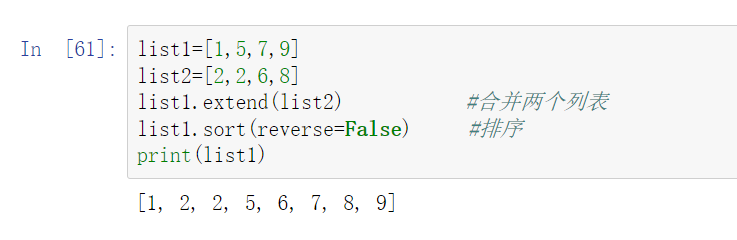 In [61]: list1=[1,5,7,9]
list2=[2,2,6,8]
list1.extend(list2) #合并两个列表
list1.sort(reverse=False) #排序
print(list1)
[1, 2, 2, 5, 6, 7, 8, 9]